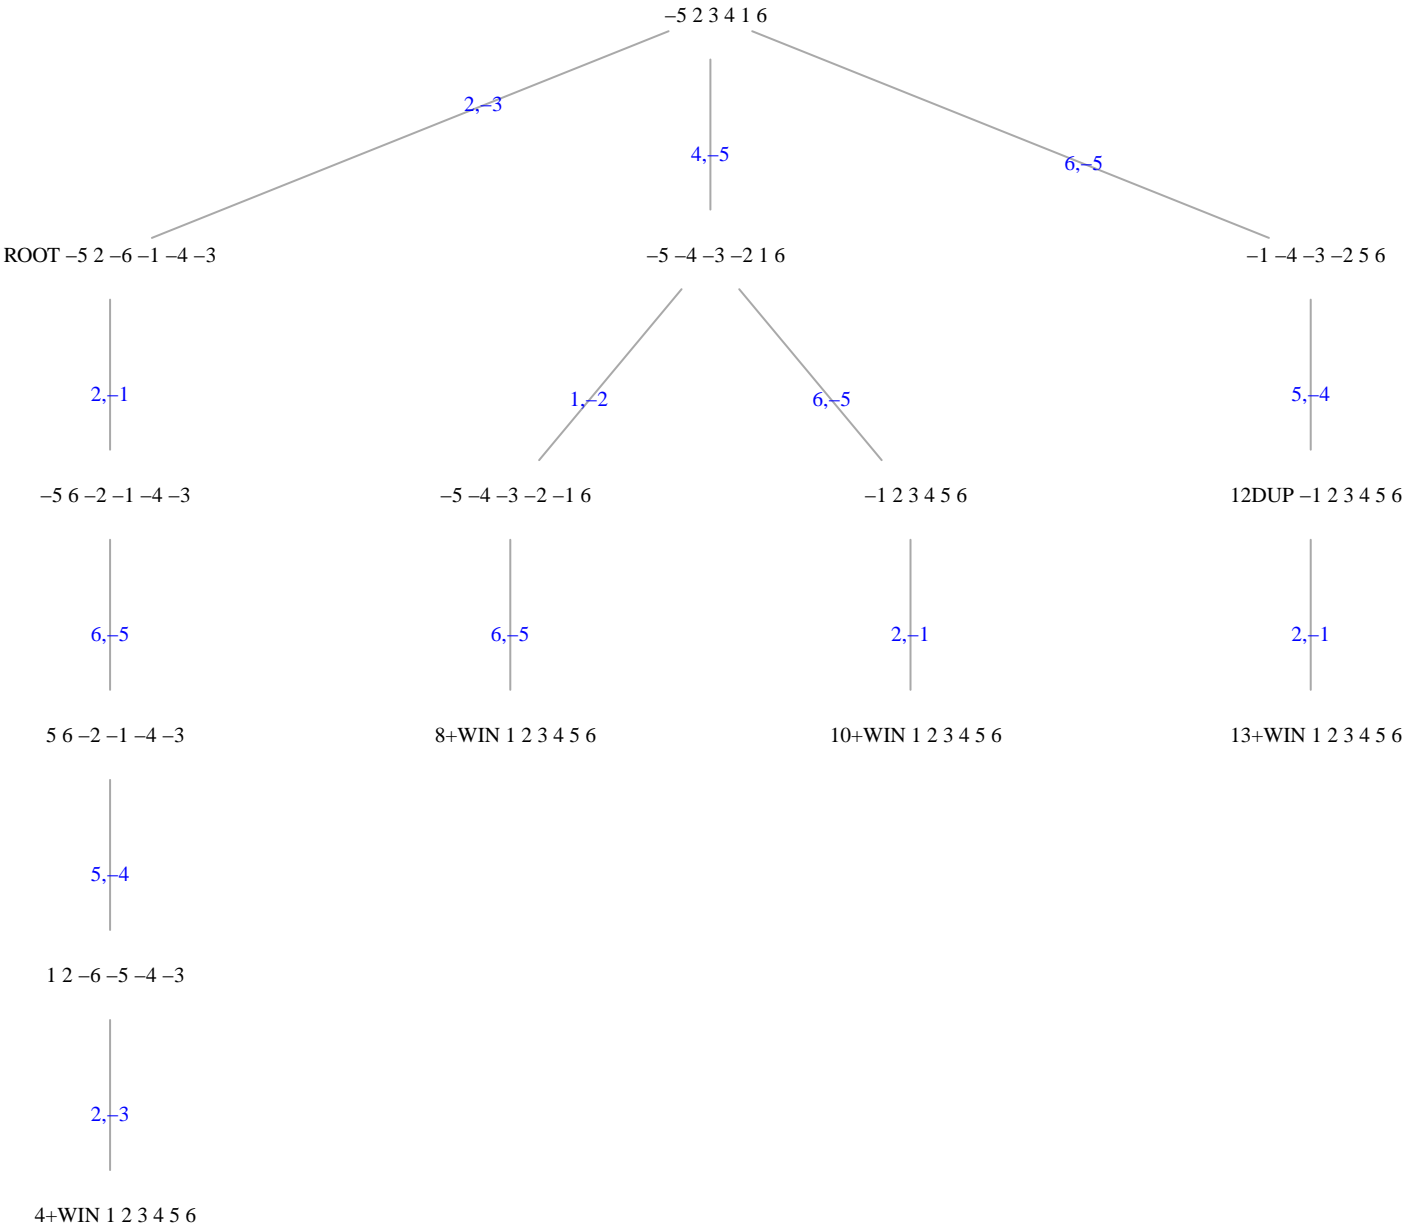 −5 2 3 4 1 6
2,−3
4,−5
6,−5
ROOT −5 2 −6 −1 −4 −3
−5 −4 −3 −2 1 6
−1 −4 −3 −2 5 6
2,−1
1,−2
6,−5
5,−4
−5 6 −2 −1 −4 −3
−5 −4 −3 −2 −1 6
−1 2 3 4 5 6
12DUP −1 2 3 4 5 6
6,−5
6,−5
2,−1
2,−1
5 6 −2 −1 −4 −3
8+WIN 1 2 3 4 5 6
10+WIN 1 2 3 4 5 6
13+WIN 1 2 3 4 5 6
5,−4
1 2 −6 −5 −4 −3
2,−3
4+WIN 1 2 3 4 5 6